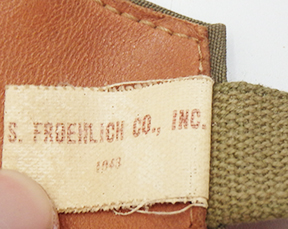 S. FROEHLICH CO., INC.
1943